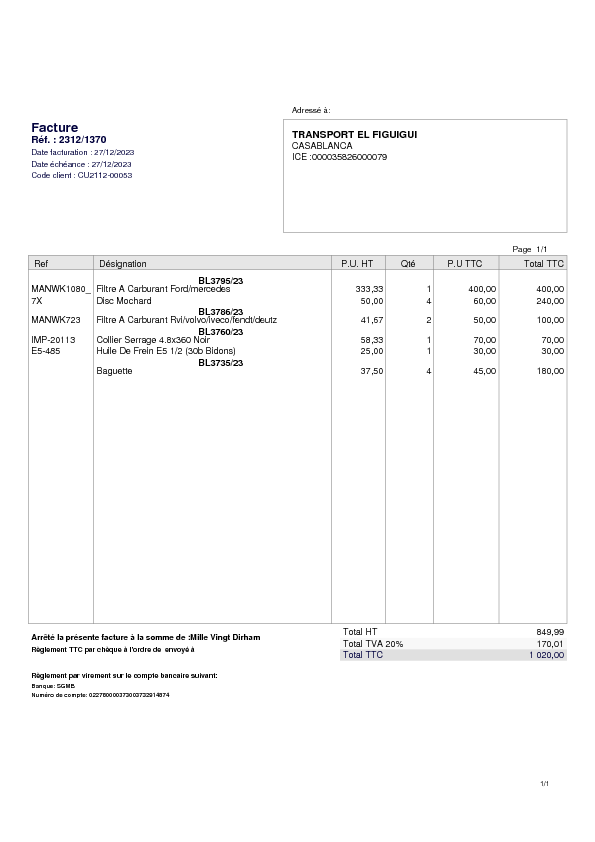 Adressé à:
Facture
Réf. : 2312/1370
Date facturation : 27/12/2023
Date échéance : 27/12/2023
Code client : CU2112-00053
TRANSPORT EL FIGUIGUI
CASABLANCA
ICE :000035826000079
Page 1/1
Ref Désignation P.U. HT Qté P.U TTC Total TTC
BL3795/23
MANWK1080_ Filtre A Carburant Ford/mercedes 333,33 1 400,00 400,00
7X Disc Mochard 50,00 4 60,00 240,00
BL3786/23
MANWK723 Filtre A Carburant Rvi/volvo/iveco/fendt/deutz 41,67 2 50,00 100,00
BL3760/23
IMP-20113 Collier Serrage 4.8x360 Noir 58,33 1 70,00 70,00
E5-485 Huile De Frein E5 1/2 (30b Bidons) 25,00 1 30,00 30,00
BL3735/23
Baguette 37,50 4 45,00 180,00
Total HT 849,99
Total TVA 20% 170,01
Total TTC 1 020,00
Arrêté la présente facture à la somme de :Mille Vingt Dirham
Règlement TTC par chèque à l'ordre de envoyé à
Règlement par virement sur le compte bancaire suivant:
Banque: SGMB
Numéro de compte:
1/1